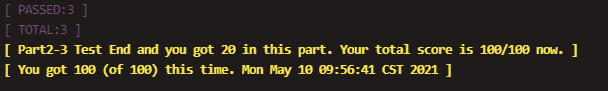 [ PASSED:3 ]
[ TOTAL:3 ]
[ Part2-3 Test End and you got 20 in this part. Your total score is 100/100 now. ]
[ You got 100 (of 100) this time. Mon May 10 09:56:41 CST 2021 ]